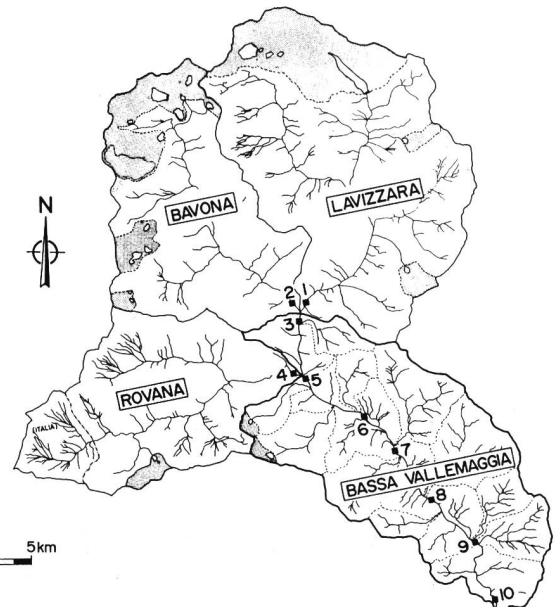 N
BAVONA
LAVIZZARA
2 1
3
4
5
ROVANA
(ITALIA)
6
7
BASSA VALLEMAGGIA
8
5km
9
10